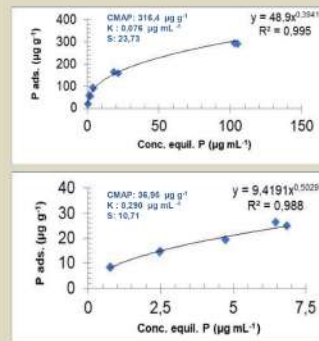 CMAP: 316,4 µg g⁻¹
K : 0,076 µg mL⁻¹
S: 23,73
y = 48.9x^0,3941
R² = 0,995
P ads. (µg g⁻¹)
400
300
200
100
0
0 50 100 150
Conc. equil. P (µg mL⁻¹)
CMAP: 36,96 µg g⁻¹
K : 0,290 µg mL⁻¹
S: 10,71
y = 9,4191x^0,5029
R² = 0,988
P ads. (µg g⁻¹)
40
30
20
10
0
0 2,5 5 7,5
Conc. equil. P (µg mL⁻¹)